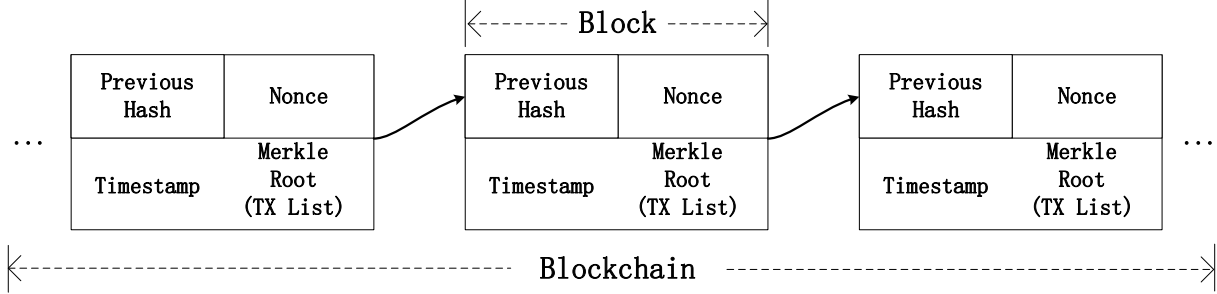 Block
Previous
Hash
Nonce
Timestamp
Merkle
Root
(TX List)
Previous
Hash
Nonce
Timestamp
Merkle
Root
(TX List)
Previous
Hash
Nonce
Timestamp
Merkle
Root
(TX List)
...
...
Blockchain